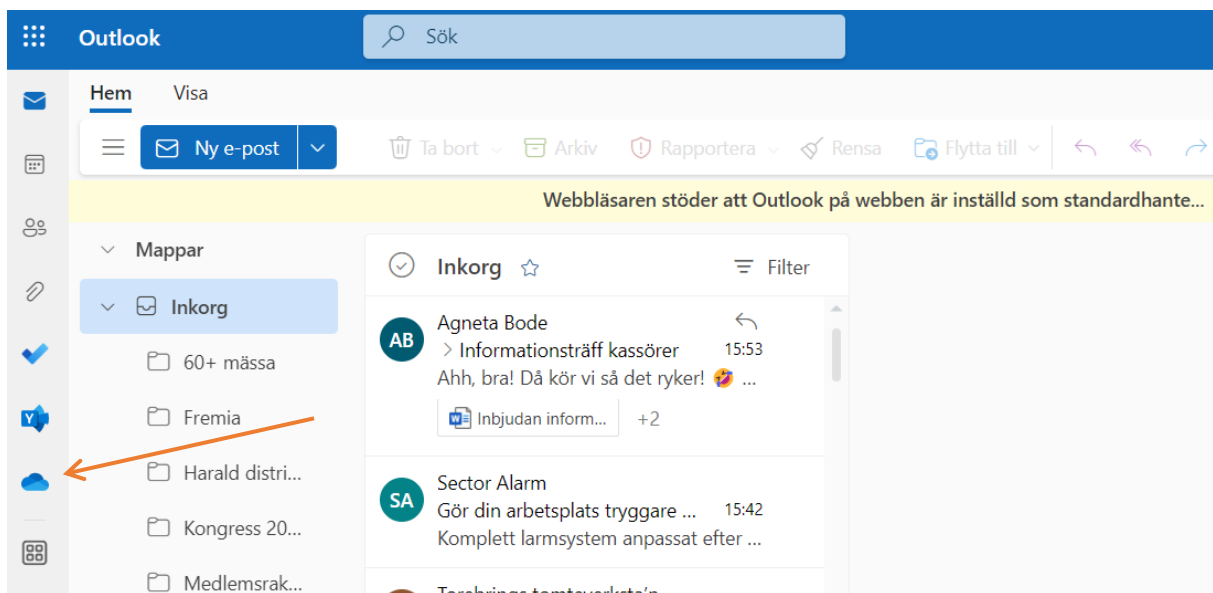 Outlook
Sök
Hem Visa
Ny e-post Ta bort Arkiv Rapportera Rensa Flytta till
Webbläsaren stöder att Outlook på webben är inställd som standardhante...
Mappar
Inkorg
60+ mässa
Fremia
Harald distri...
Kongress 20...
Medlemsrak...
Inkorg Filter
AB
Agneta Bode
Informationsträff kassörer 15:53
Ahh, bra! Då kör vi så det ryker! 🤣 ...
Inbjudan inform... +2
SA
Sector Alarm
Gör din arbetsplats tryggare ... 15:42
Komplett larmsystem anpassat efter ...